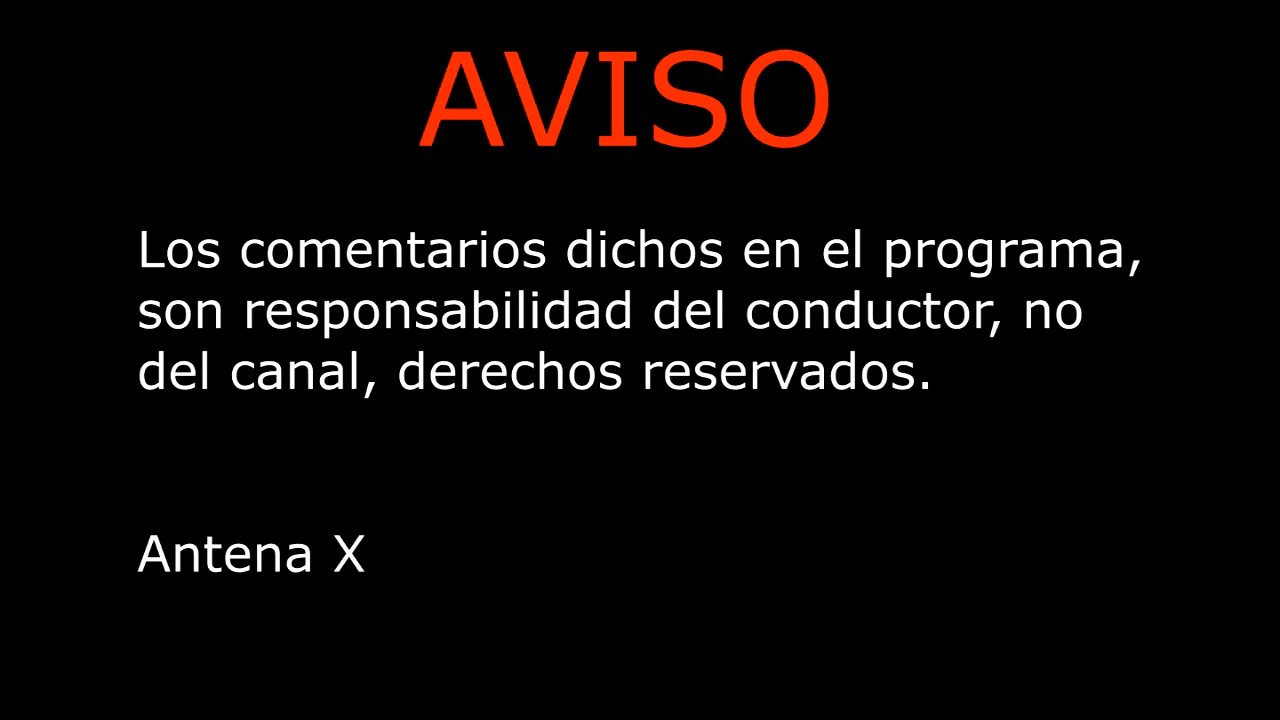 AVISO
Los comentarios dichos en el programa,
son responsabilidad del conductor, no
del canal, derechos reservados.
Antena X